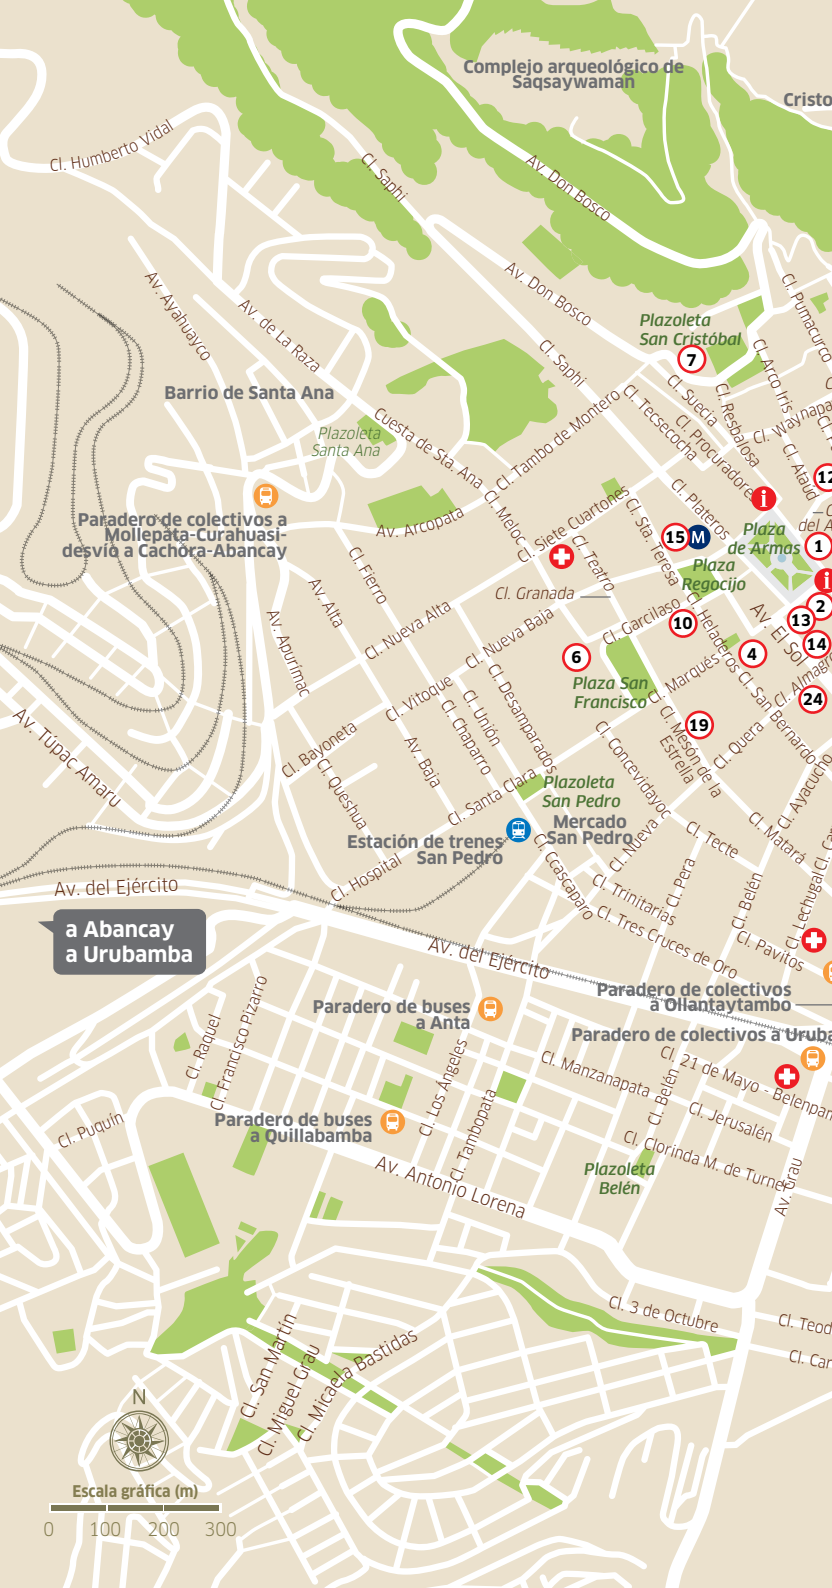 Complejo arqueológico de
Saqsaywaman
Cristo
Cl. Humberto Vidal
Cl. Saphi
Av. Don Bosco
Av. Ayahuayco
Av. de La Raza
Av. Don Bosco
Cl. Pumacurco
Plazoleta
San Cristóbal
7
Cl. Saphi
Cl. Arco Iris
Barrio de Santa Ana
Cl. Suecia
Cl. Resbalosa
Cl. Waynapa
Cl. Tecsecocha
Cl. Procuradores
Cl. Tambo de Montero
Cuesta de Sta. Ana
Plazoleta
Santa Ana
Cl. Ataud
12
Cl. Meloc
Cl. Siete Cuartones
Cl. Plateros
i
Av. Arcopata
Paradero de colectivos a
Mollepata-Curahuasi-
desvío a Cachora-Abancay
Cl. Sta. Teresa
15
M
Plaza
de Armas
del A
1
Cl. Teatro
Plaza
Regocijo
i
Cl. Fierro
Av. Alta
Cl. Granada
2
13
14
Cl. Nueva Alta
Cl. Nueva Baja
Cl. Garcilaso
10
Cl. Heladeros
Av. El Sol
Av. Apurímac
6
4
Cl. Almagro
Cl. Marqués
Plaza San
Francisco
24
Cl. Vitoque
Cl. Unión
Cl. Desamparados
Cl. San Bernardo
Av. Túpac Amaru
Cl. Chaparro
19
Cl. Mesón de la
Estrella
Cl. Quera
Cl. Bayoneta
Av. Baja
Cl. Concevidayoc
Cl. Queshua
Cl. Santa Clara
Plazoleta
San Pedro
Cl. Ayacucho
Mercado
San Pedro
Estación de trenes
San Pedro
Cl. Nueva
Cl. Tecte
Cl. Matará
Cl. Ccascaparo
Cl. Hospital
Av. del Ejército
Cl. Trinitarias
Cl. Pera
Cl. Belén
Cl. Lechugal
Cl. Tres Cruces de Oro
Cl. Pavitos
a Abancay
a Urubamba
Av. del Ejército
Paradero de colectivos
a Ollantaytambo
Paradero de buses
a Anta
Cl. Raquel
Cl. Francisco Pizarro
Paradero de colectivos a Uruba
Cl. Los Ángeles
Cl. Manzanapata
Cl. 21 de Mayo - Belenpam
Cl. Belén
Cl. Tambopata
Cl. Puquín
Paradero de buses
a Quillabamba
Cl. Jerusalén
Cl. Clorinda M. de Turner
Av. Antonio Lorena
Plazoleta
Belén
Av. Grau
Cl. 3 de Octubre
Cl. Teod
Cl. Car
Cl. San Martín
Cl. Miguel Grau
Cl. Micaela Bastidas
N
Escala gráfica (m)
0 100 200 300